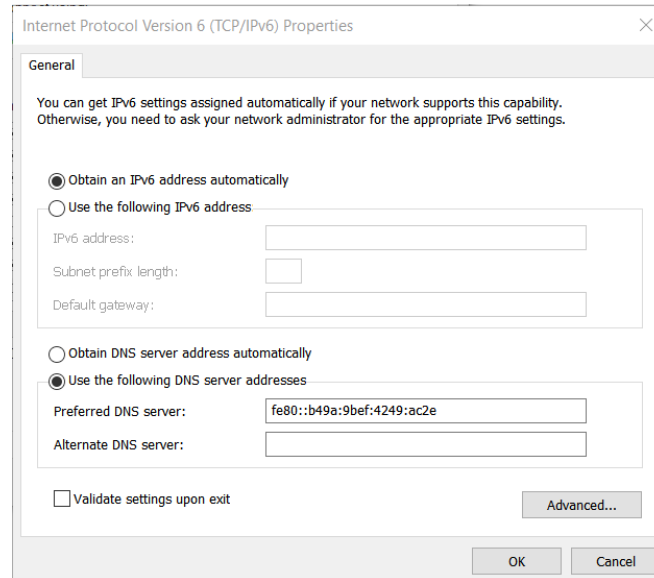 Internet Protocol Version 6 (TCP/IPv6) Properties
General
You can get IPv6 settings assigned automatically if your network supports this capability.
Otherwise, you need to ask your network administrator for the appropriate IPv6 settings.
Obtain an IPv6 address automatically
Use the following IPv6 address
IPv6 address:
Subnet prefix length:
Default gateway:
Obtain DNS server address automatically
Use the following DNS server addresses
Preferred DNS server: fe80::b49a:9bef:4249:ac2e
Alternate DNS server:
Validate settings upon exit
Advanced...
OK Cancel